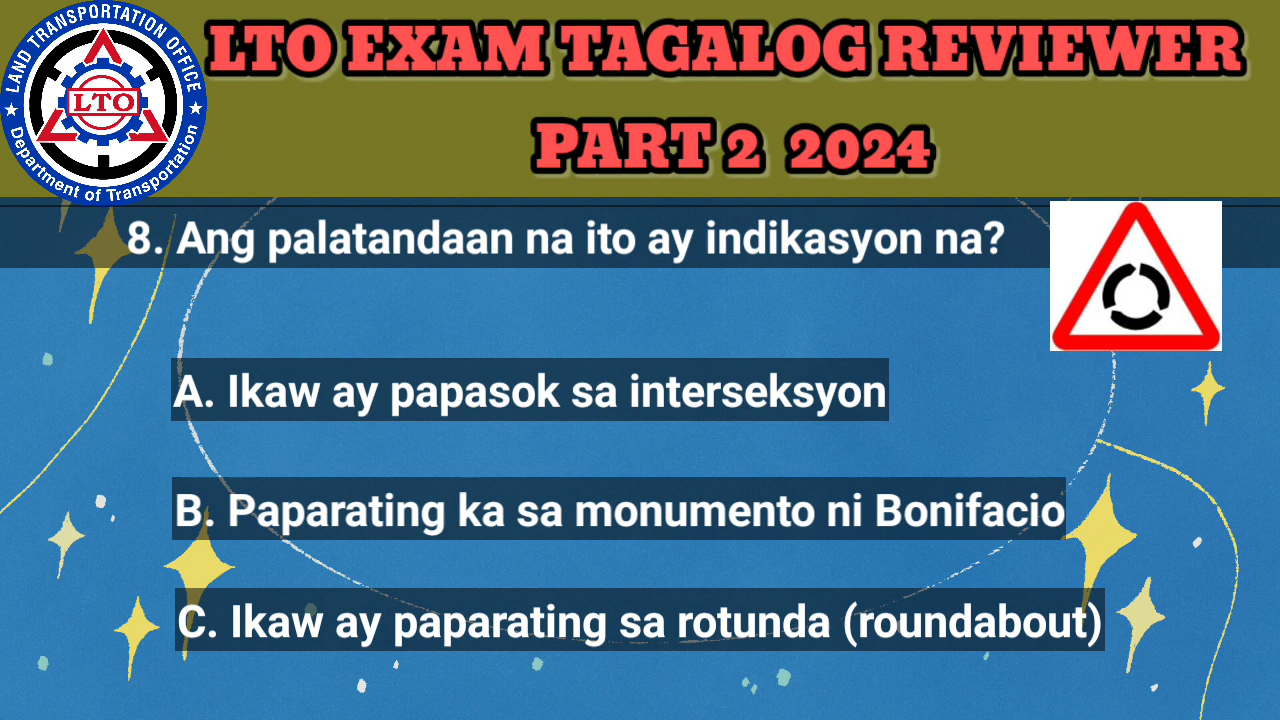 LAND TRANSPORTATION OFFICE
LTO
Department of Transportation
LTO EXAM TAGALOG REVIEWER
PART 2 2024
8. Ang palatandaan na ito ay indikasyon na?
A. Ikaw ay papasok sa interseksyon
B. Paparating ka sa monumento ni Bonifacio
C. Ikaw ay paparating sa rotunda (roundabout)